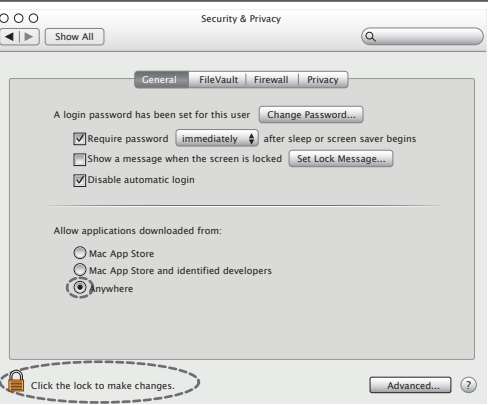 Security & Privacy
Show All
General FileVault Firewall Privacy
A login password has been set for this user Change Password...
Require password immediately after sleep or screen saver begins
Show a message when the screen is locked Set Lock Message...
Disable automatic login
Allow applications downloaded from:
Mac App Store
Mac App Store and identified developers
Anywhere
Click the lock to make changes.
Advanced... ?